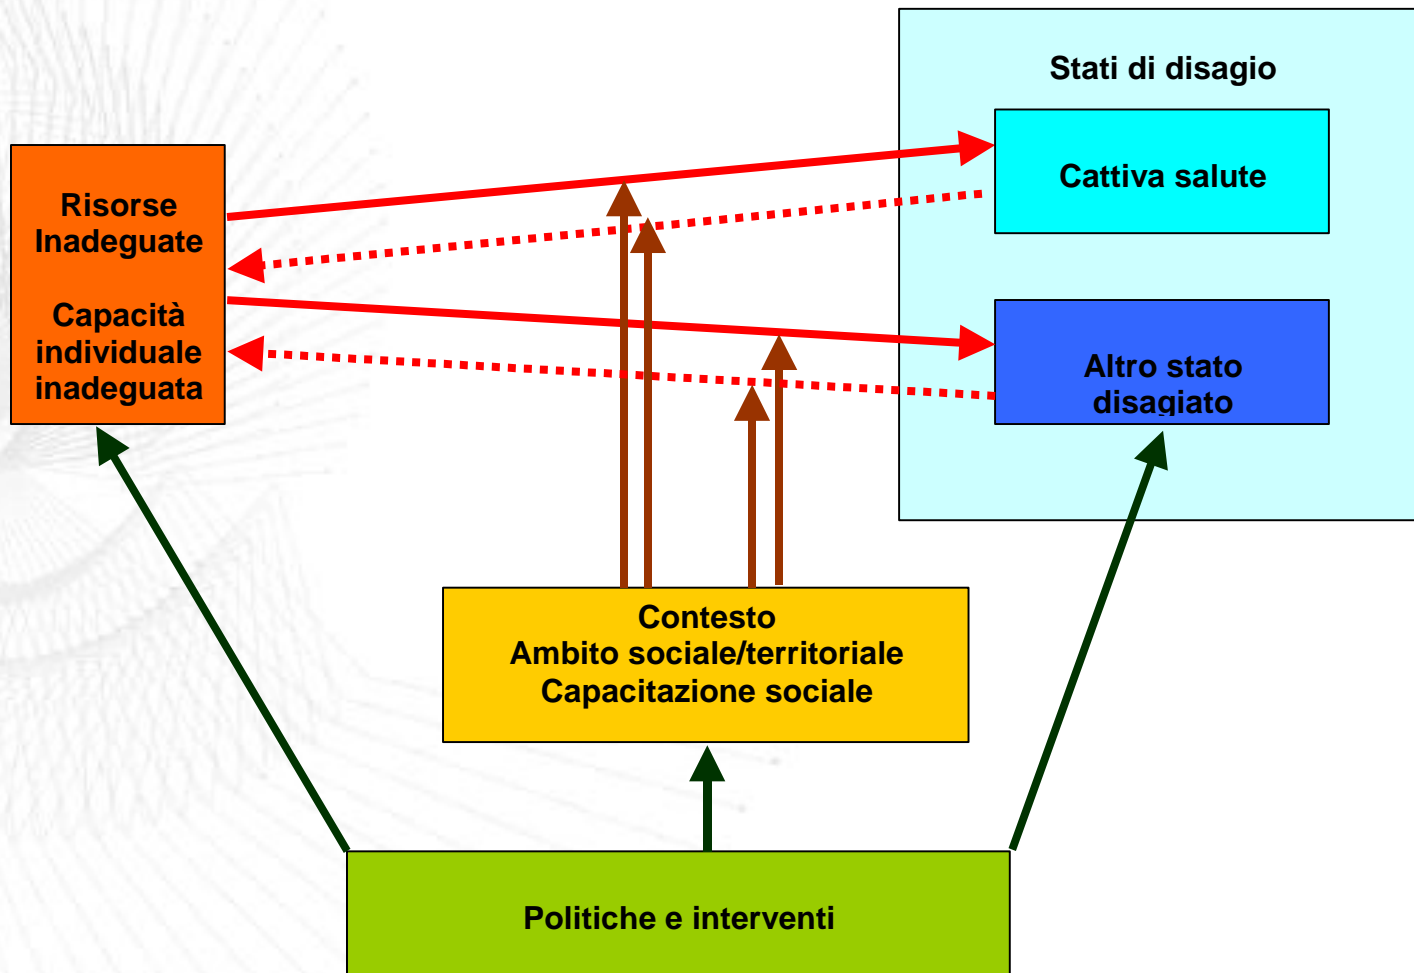 Stati di disagio
Cattiva salute
Risorse
Inadeguate
Capacità
individuale
inadeguata
Altro stato
disagiato
Contesto
Ambito sociale/territoriale
Capacitazione sociale
Politiche e interventi